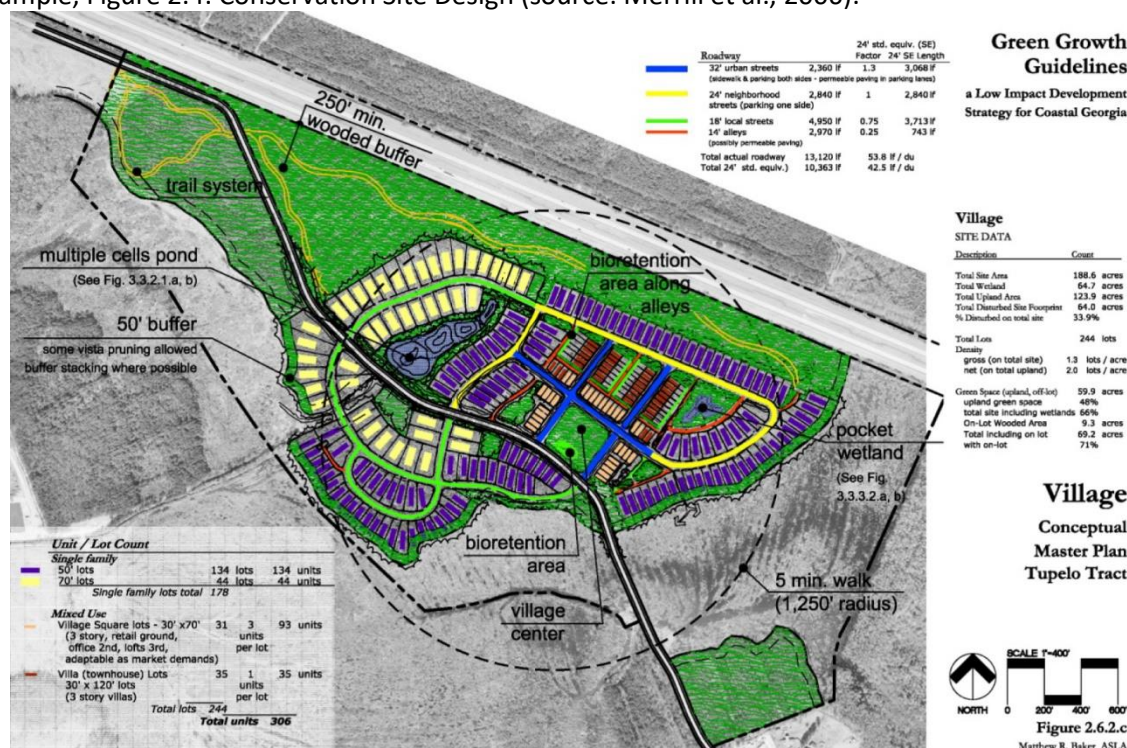 ample, Figure 2.4: Conservation Site Design (source: Merrill et al., 2006).
Green Growth
Guidelines
a Low Impact Development
Strategy for Coastal Georgia
24' std. equiv. (SE)
Roadway Factor 24' SE Length
32' urban streets 2,360 lf 1.3 3,068 lf
(sidewalk & parking both sides - permeable paving in parking lanes)
24' neighborhood 2,840 lf 1 2,840 lf
streets (parking one side)
18' local streets 4,950 lf 0.75 3,713 lf
14' alleys 2,970 lf 0.25 743 lf
(possibly permeable paving)
Total actual roadway 13,120 lf 53.8 lf / du
Total 24' std. equiv.) 10,363 lf 42.5 lf / du
250' min.
wooded buffer
trail system
multiple cells pond
(See Fig. 3.3.2.1.a, b)
50' buffer
some vista pruning allowed
buffer stacking where possible
bioretention
area along
alleys
pocket
wetland
(See Fig.
3.3.3.2.a, b)
bioretention
area
village
center
5 min. walk
(1,250' radius)
Village
SITE DATA
Description Count
Total Site Area 188.6 acres
Total Wetland 64.7 acres
Total Upland Area 123.9 acres
Total Disturbed Site Footprint 64.0 acres
% Disturbed on total site 33.9%
Total Lots 244 lots
Density
gross (on total site) 1.3 lots / acre
net (on total upland) 2.0 lots / acre
Green Space (upland, off-lot) 59.9 acres
upland green space 48%
total site including wetlands 66%
On-Lot Wooded Area 9.3 acres
Total including on lot 69.2 acres
with on-lot 71%
Village
Conceptual
Master Plan
Tupelo Tract
Unit / Lot Count
Single family
50' lots 134 lots 134 units
70' lots 44 lots 44 units
Single family lots total 178
Mixed Use
Village Square lots - 30' x70' 31 3 93 units
(3 story, retail ground, units
office 2nd, lofts 3rd, per lot
adaptable as market demands)
Villa (townhouse) Lots 35 1 35 units
30' x 120' lots units
(3 story villas) per lot
Total lots 244
Total units 306
SCALE 1"=400'
NORTH 0 200' 400' 600'
Figure 2.6.2.c
Matthew R. Baker, ASLA